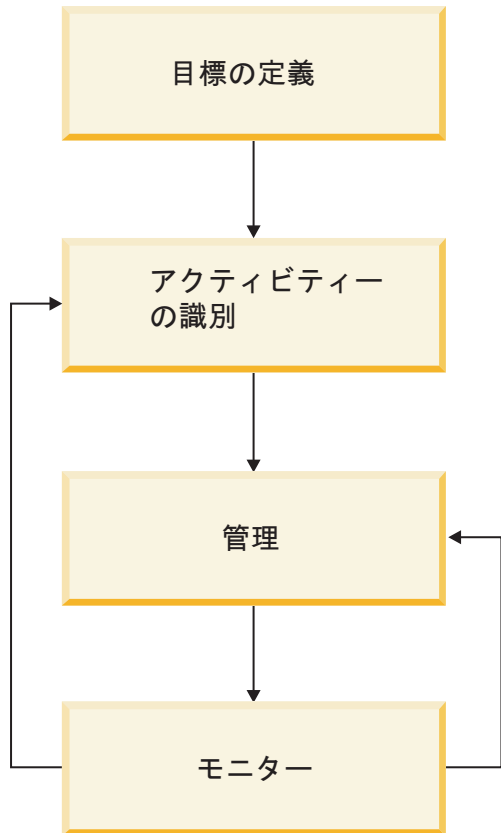 目標の定義
アクティビティー
の識別
管理
モニター